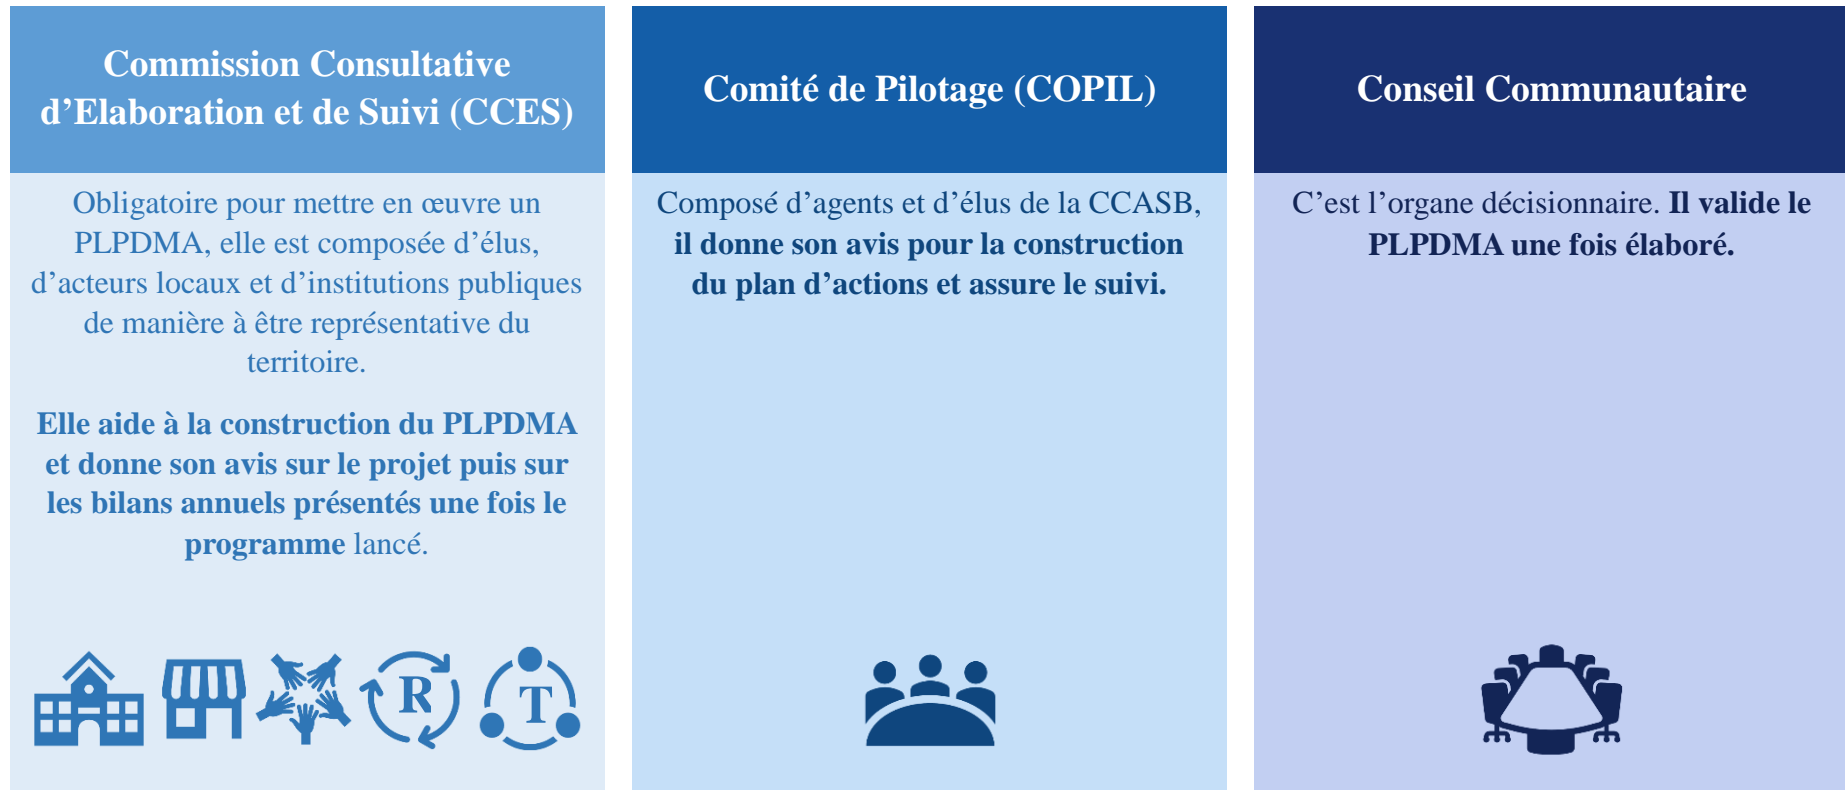 Commission Consultative
d’Elaboration et de Suivi (CCES)
Obligatoire pour mettre en œuvre un
PLPDMA, elle est composée d’élus,
d’acteurs locaux et d’institutions publiques
de manière à être représentative du
territoire.
Elle aide à la construction du PLPDMA
et donne son avis sur le projet puis sur
les bilans annuels présentés une fois le
programme lancé.
R
T
Comité de Pilotage (COPIL)
Composé d’agents et d’élus de la CCASB,
il donne son avis pour la construction
du plan d’actions et assure le suivi.
Conseil Communautaire
C’est l’organe décisionnaire. Il valide le
PLPDMA une fois élaboré.